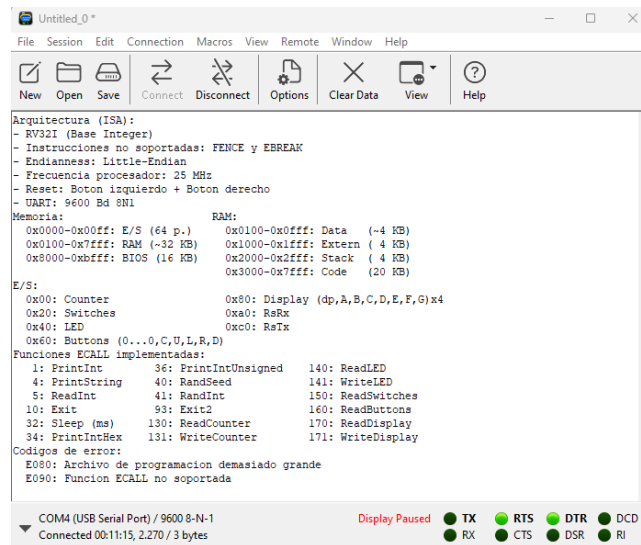 Untitled_0 *
File Session Edit Connection Macros View Remote Window Help
New Open Save Connect Disconnect Options Clear Data View Help
Arquitectura (ISA):
- RV32I (Base Integer)
- Instrucciones no soportadas: FENCE y EBREAK
- Endianness: Little-Endian
- Frecuencia procesador: 25 MHz
- Reset: Boton izquierdo + Boton derecho
- UART: 9600 Bd 8N1
Memoria: RAM:
0x0000-0x00ff: E/S (64 p.) 0x0100-0x0fff: Data (~4 KB)
0x0100-0x7fff: RAM (~32 KB) 0x1000-0x1fff: Extern ( 4 KB)
0x8000-0xbfff: BIOS (16 KB) 0x2000-0x2fff: Stack ( 4 KB)
0x3000-0x7fff: Code (20 KB)
E/S:
0x00: Counter 0x80: Display (dp,A,B,C,D,E,F,G)x4
0x20: Switches 0xa0: RsRx
0x40: LED 0xc0: RsTx
0x60: Buttons (0...0,C,U,L,R,D)
Funciones ECALL implementadas:
1: PrintInt 36: PrintIntUnsigned 140: ReadLED
4: PrintString 40: RandSeed 141: WriteLED
5: ReadInt 41: RandInt 150: ReadSwitches
10: Exit 93: Exit2 160: ReadButtons
32: Sleep (ms) 130: ReadCounter 170: ReadDisplay
34: PrintIntHex 131: WriteCounter 171: WriteDisplay
Codigos de error:
E080: Archivo de programacion demasiado grande
E090: Funcion ECALL no soportada
COM4 (USB Serial Port) / 9600 8-N-1 Display Paused TX RTS DTR DCD
Connected 00:11:15, 2.270 / 3 bytes RX CTS DSR RI